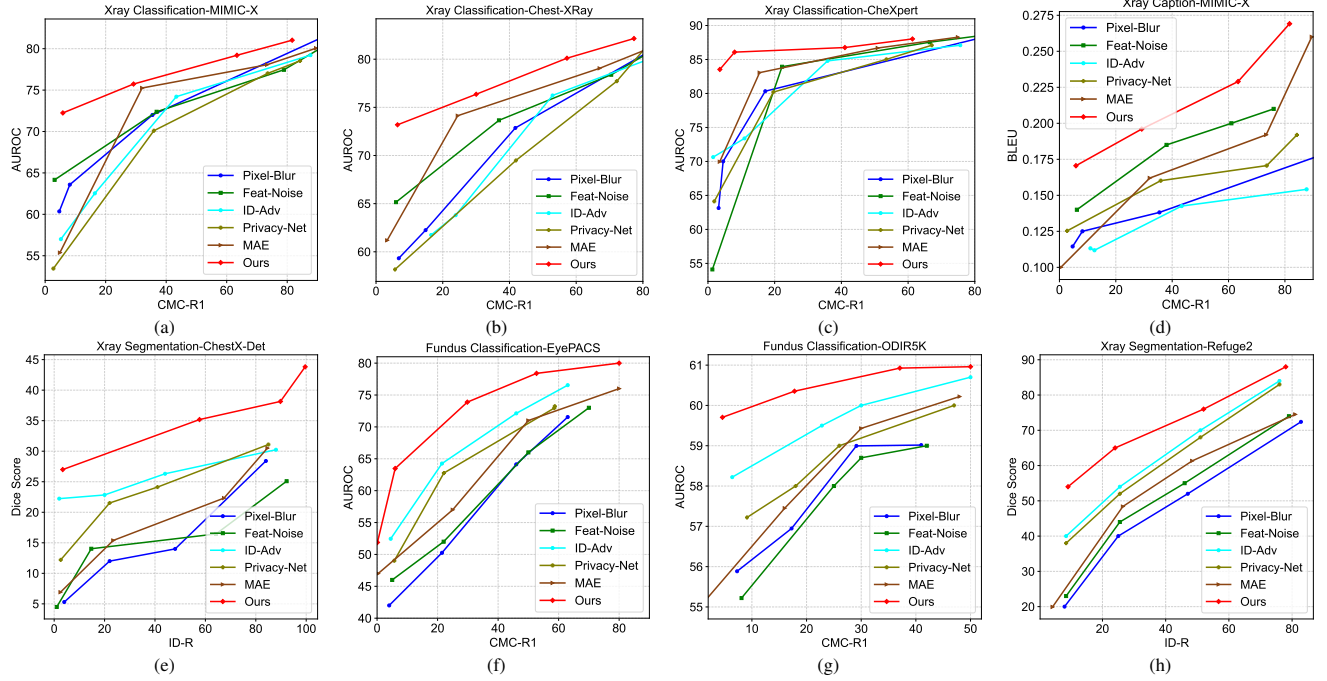 Xray Classification-MIMIC-X
80
75
70
65
60
55
AUROC
0
20
40
60
80
CMC-R1
Pixel-Blur
Feat-Noise
ID-Adv
Privacy-Net
MAE
Ours
(a)
Xray Classification-Chest-XRay
80
75
70
65
60
AUROC
0
20
40
60
80
CMC-R1
Pixel-Blur
Feat-Noise
ID-Adv
Privacy-Net
MAE
Ours
(b)
Xray Classification-CheXpert
90
85
80
75
70
65
60
55
AUROC
0
20
40
60
80
CMC-R1
Pixel-Blur
Feat-Noise
ID-Adv
Privacy-Net
MAE
Ours
(c)
Xray Caption-MIMIC-X
0.275
0.250
0.225
0.200
0.175
0.150
0.125
0.100
BLEU
0
20
40
60
80
CMC-R1
Pixel-Blur
Feat-Noise
ID-Adv
Privacy-Net
MAE
Ours
(d)
Xray Segmentation-ChestX-Det
45
40
35
30
25
20
15
10
5
Dice Score
0
20
40
60
80
100
ID-R
Pixel-Blur
Feat-Noise
ID-Adv
Privacy-Net
MAE
Ours
(e)
Fundus Classification-EyePACS
80
75
70
65
60
55
50
45
40
AUROC
0
20
40
60
80
CMC-R1
Pixel-Blur
Feat-Noise
ID-Adv
Privacy-Net
MAE
Ours
(f)
Fundus Classification-ODIR5K
61
60
59
58
57
56
55
AUROC
10
20
30
40
50
CMC-R1
Pixel-Blur
Feat-Noise
ID-Adv
Privacy-Net
MAE
Ours
(g)
Xray Segmentation-Refuge2
90
80
70
60
50
40
30
20
Dice Score
20
40
60
80
ID-R
Pixel-Blur
Feat-Noise
ID-Adv
Privacy-Net
MAE
Ours
(h)